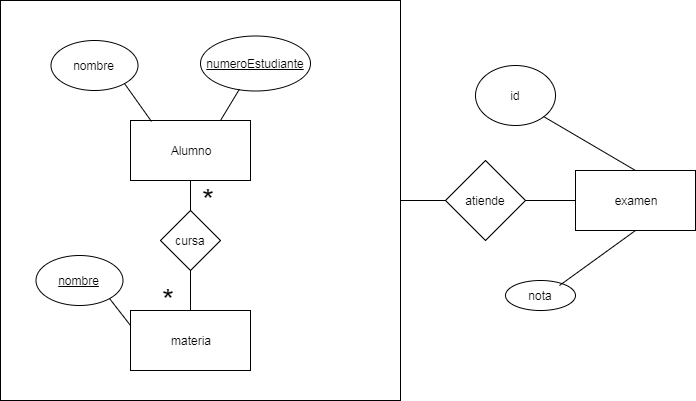 nombre
numeroEstudiante
id
Alumno
*
atiende
examen
cursa
nombre
*
nota
materia